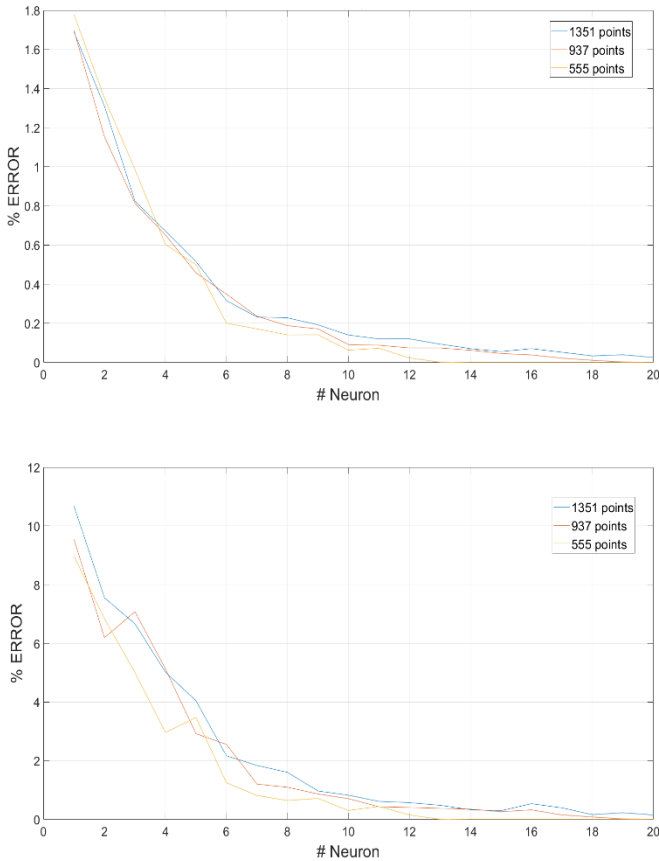 1.8
1.6
1.4
1.2
1
0.8
0.6
0.4
0.2
0
% ERROR
1351 points
937 points
555 points
0 2 4 6 8 10 12 14 16 18 20
# Neuron
12
10
8
6
4
2
0
% ERROR
1351 points
937 points
555 points
0 2 4 6 8 10 12 14 16 18 20
# Neuron